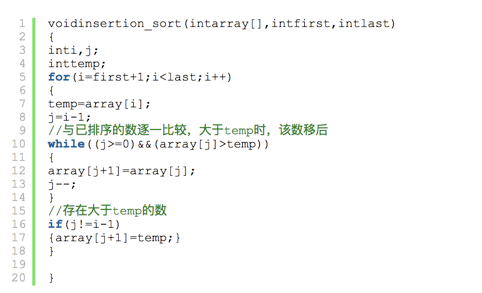 1 voidinsertion_sort(intarray[],intfirst,intlast)
2 {
3 inti,j;
4 inttemp;
5 for(i=first+1;i<last;i++)
6 {
7 temp=array[i];
8 j=i-1;
9 //与已排序的数逐一比较，大于temp时，该数移后
10 while((j>=0)&&(array[j]>temp))
11 {
12 array[j+1]=array[j];
13 j--;
14 }
15 //存在大于temp的数
16 if(j!=i-1)
17 {array[j+1]=temp;}
18 }
19
20 }